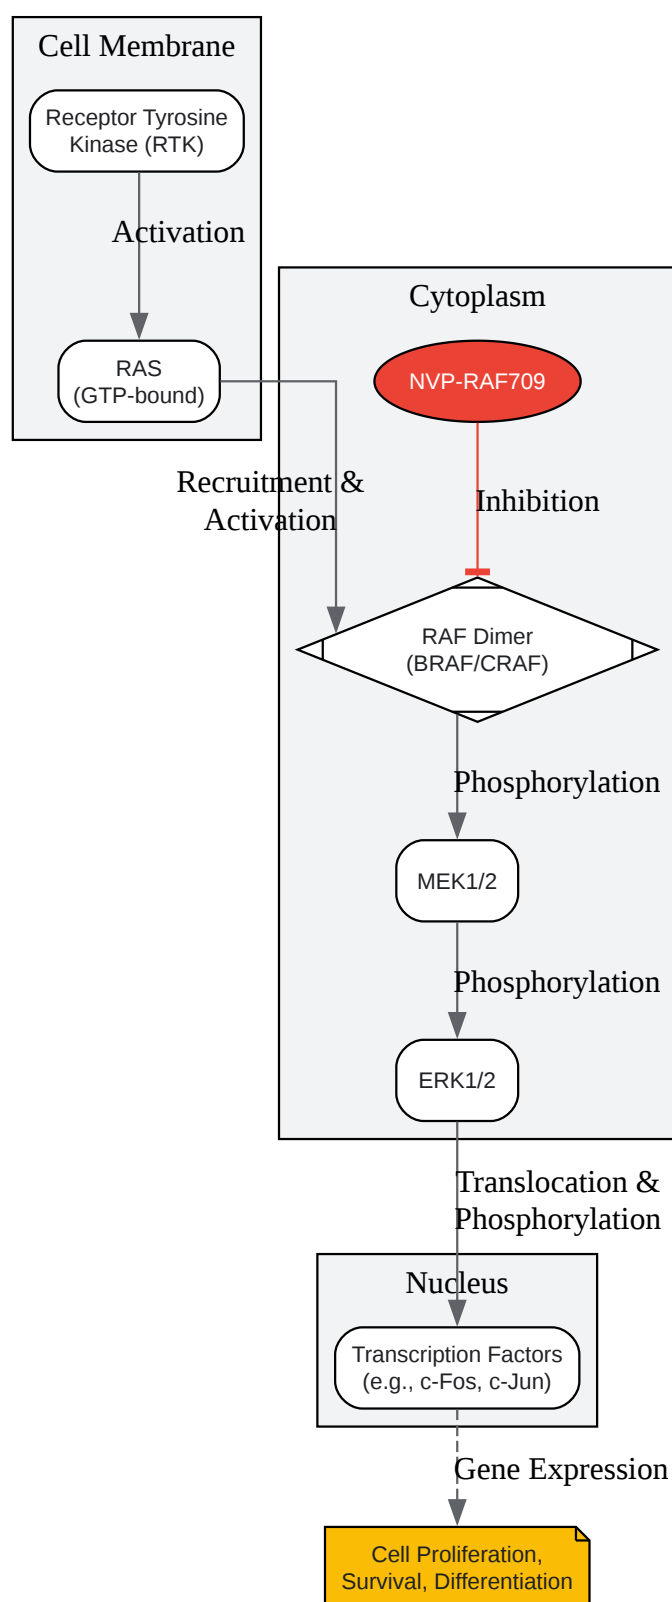 Cell Membrane
Receptor Tyrosine
Kinase (RTK)
Activation
RAS
(GTP-bound)
Cytoplasm
NVP-RAF709
Recruitment &
Activation
Inhibition
RAF Dimer
(BRAF/CRAF)
Phosphorylation
MEK1/2
Phosphorylation
ERK1/2
Translocation &
Phosphorylation
Nucleus
Transcription Factors
(e.g., c-Fos, c-Jun)
Gene Expression
Cell Proliferation,
Survival, Differentiation